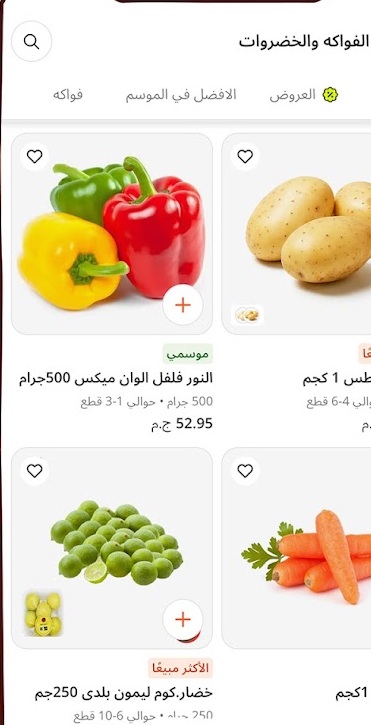 الفواكه والخضروات
العروض
الافضل في الموسم
فواكه
طس 1 كجم
4-6 قطع
موسمي
النور فلفل الوان ميكس 500جرام
500 جرام • حوالي 1-3 قطع
52.95 ج.م
1كجم
الأكثر مبيعًا
خضار.كوم ليمون بلدى 250جم
250 جرام • حوالي 6-10 قطع